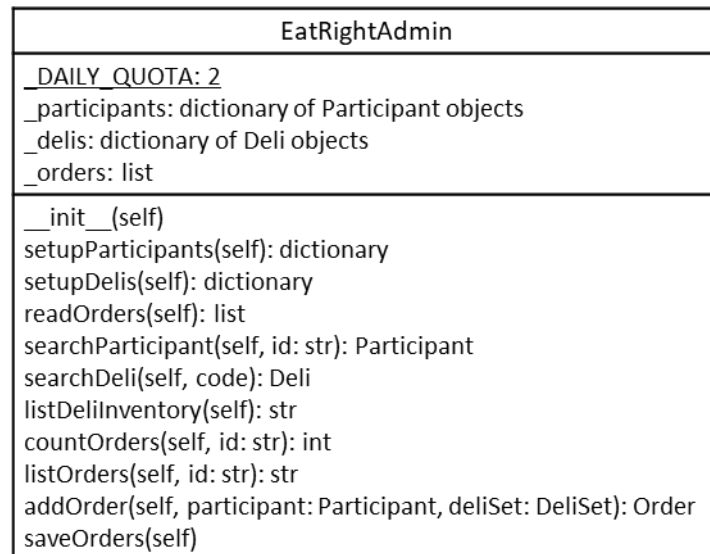 EatRightAdmin
_DAILY_QUOTA: 2
_participants: dictionary of Participant objects
_delis: dictionary of Deli objects
_orders: list
__init__(self)
setupParticipants(self): dictionary
setupDelis(self): dictionary
readOrders(self): list
searchParticipant(self, id: str): Participant
searchDeli(self, code): Deli
listDeliInventory(self): str
countOrders(self, id: str): int
listOrders(self, id: str): str
addOrder(self, participant: Participant, deliSet: DeliSet): Order
saveOrders(self)